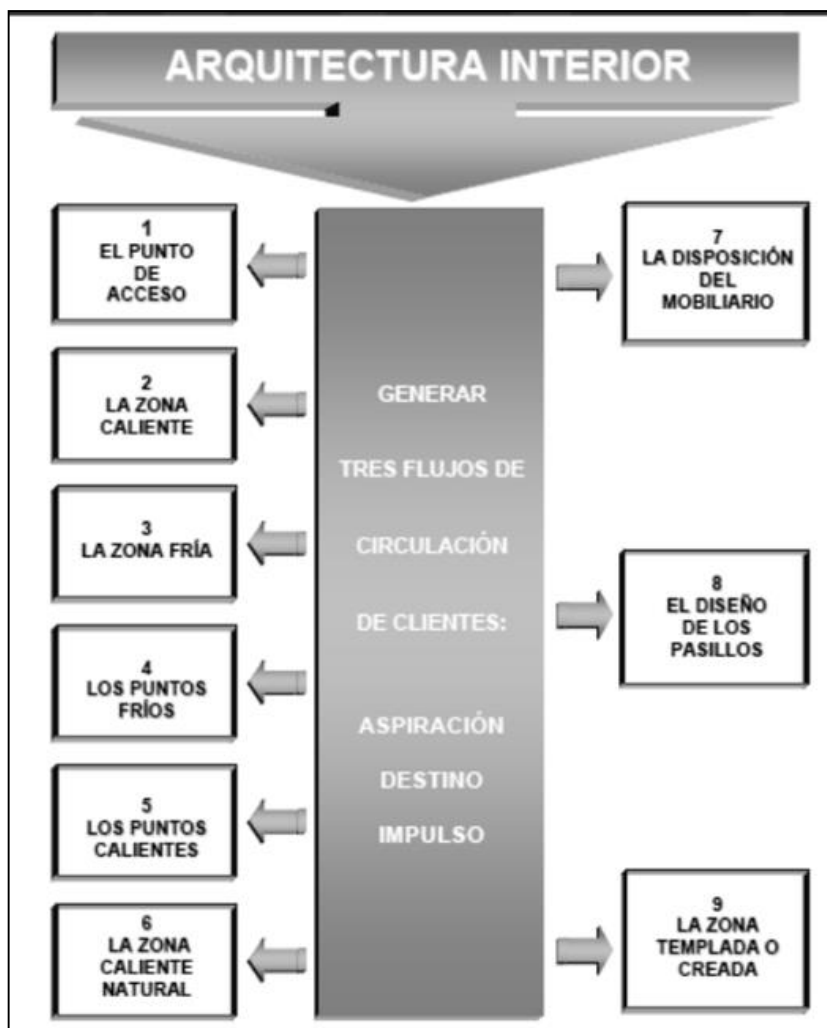 ARQUITECTURA INTERIOR
1
EL PUNTO
DE
ACCESO
2
LA ZONA
CALIENTE
3
LA ZONA FRÍA
4
LOS PUNTOS
FRÍOS
5
LOS PUNTOS
CALIENTES
6
LA ZONA
CALIENTE
NATURAL
GENERAR
TRES FLUJOS DE
CIRCULACIÓN
DE CLIENTES:
ASPIRACIÓN
DESTINO
IMPULSO
7
LA DISPOSICIÓN
DEL
MOBILIARIO
8
EL DISEÑO
DE LOS
PASILLOS
9
LA ZONA
TEMPLADA O
CREADA